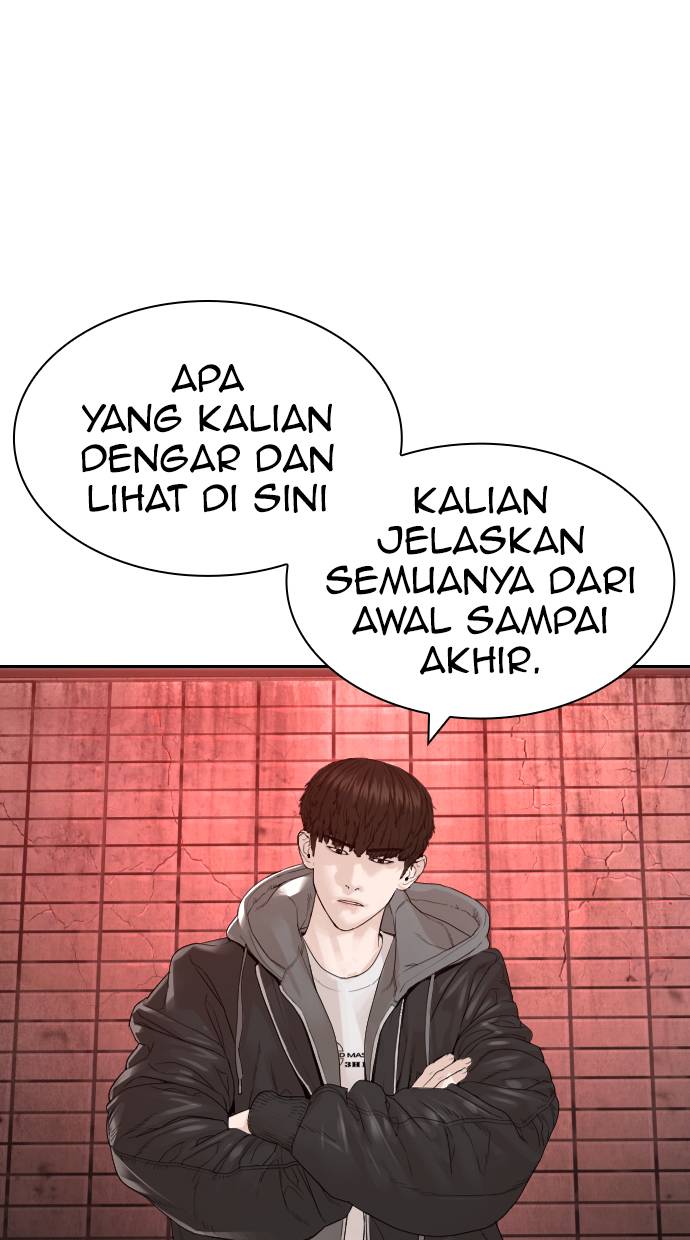 APA
YANG KALIAN
DENGAR DAN
LIHAT DI SINI
KALIAN
JELASKAN
SEMUANYA DARI
AWAL SAMPAI
AKHIR.